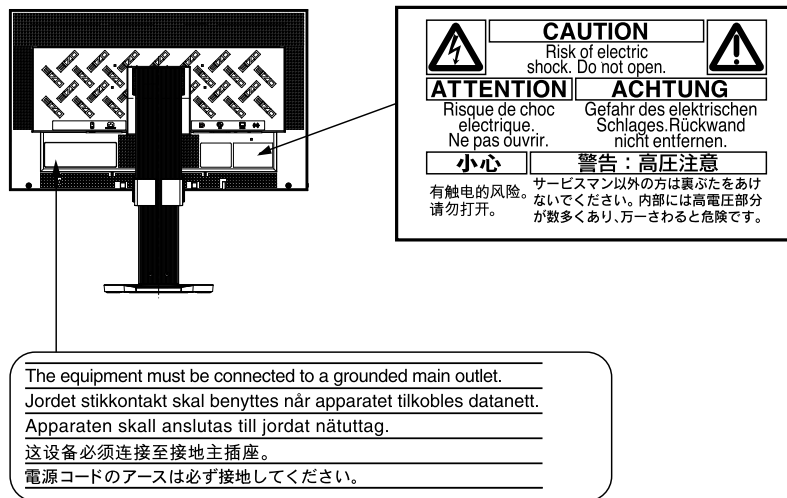 CAUTION
Risk of electric
shock. Do not open.
ATTENTION
Risque de choc
electrique.
Ne pas ouvrir.
ACHTUNG
Gefahr des elektrischen
Schlages.Rückwand
nicht entfernen.
小心
有触电的风险。
请勿打开。
警告：高圧注意
サービスマン以外の方は裏ぶたをあけ
ないでください。内部には高電圧部分
が数多くあり、万一さわると危険です。
The equipment must be connected to a grounded main outlet.
Jordet stikkontakt skal benyttes når apparatet tilkobles datanett.
Apparaten skall anslutas till jordat nätuttag.
这设备必须连接至接地主插座。
電源コードのアースは必ず接地してください。